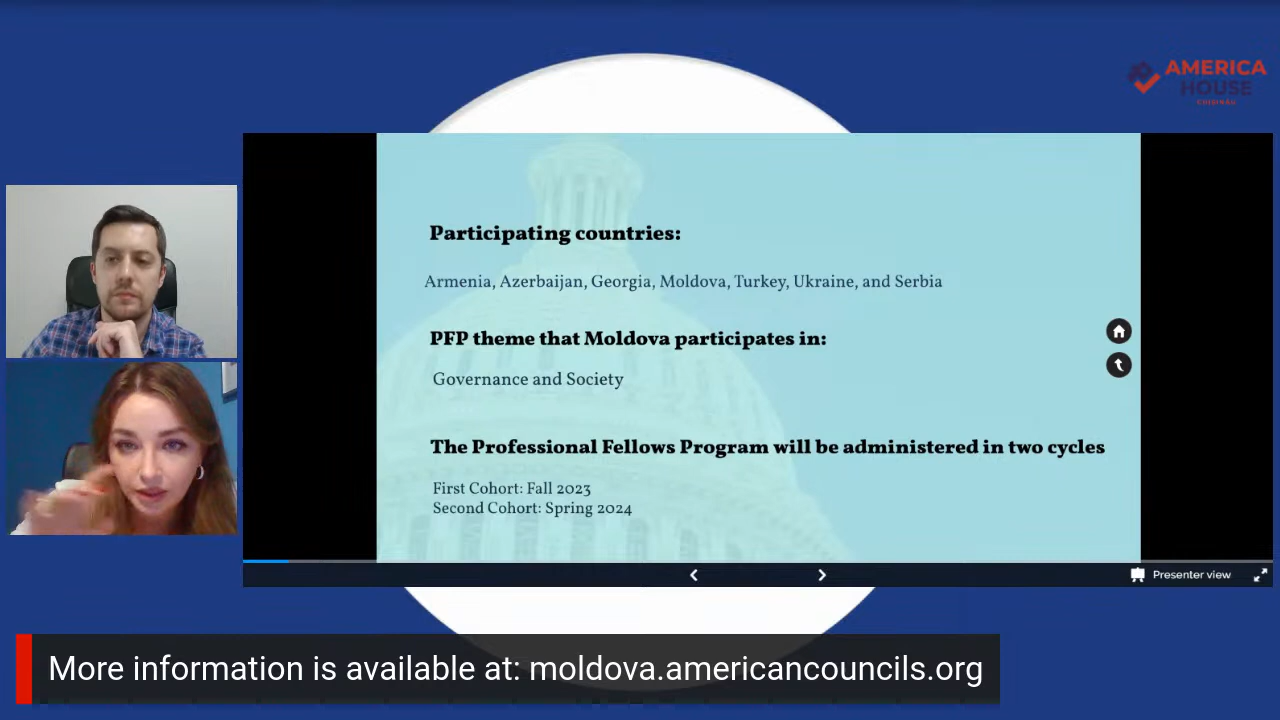 AMERICA
HOUSE
CHIȘINĂU
Participating countries:
Armenia, Azerbaijan, Georgia, Moldova, Turkey, Ukraine, and Serbia
PFP theme that Moldova participates in:
Governance and Society
The Professional Fellows Program will be administered in two cycles
First Cohort: Fall 2023
Second Cohort: Spring 2024
Presenter view
More information is available at: moldova.americancouncils.org